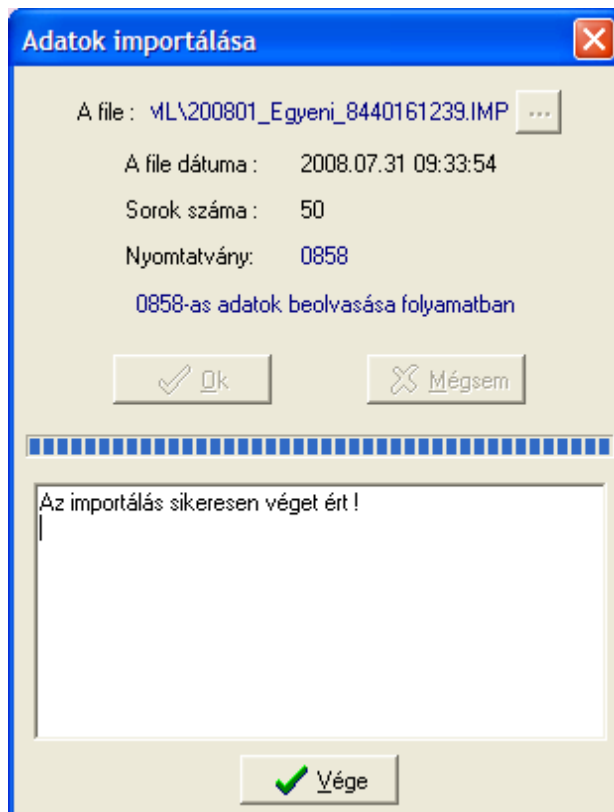 Adatok importálása
A file : ML\200801_Egyeni_8440161239.IMP ...
A file dátuma : 2008.07.31 09:33:54
Sorok száma : 50
Nyomtatvány: 0858
0858-as adatok beolvasása folyamatban
Ok Mégsem
Az importálás sikeresen véget ért !
Vége